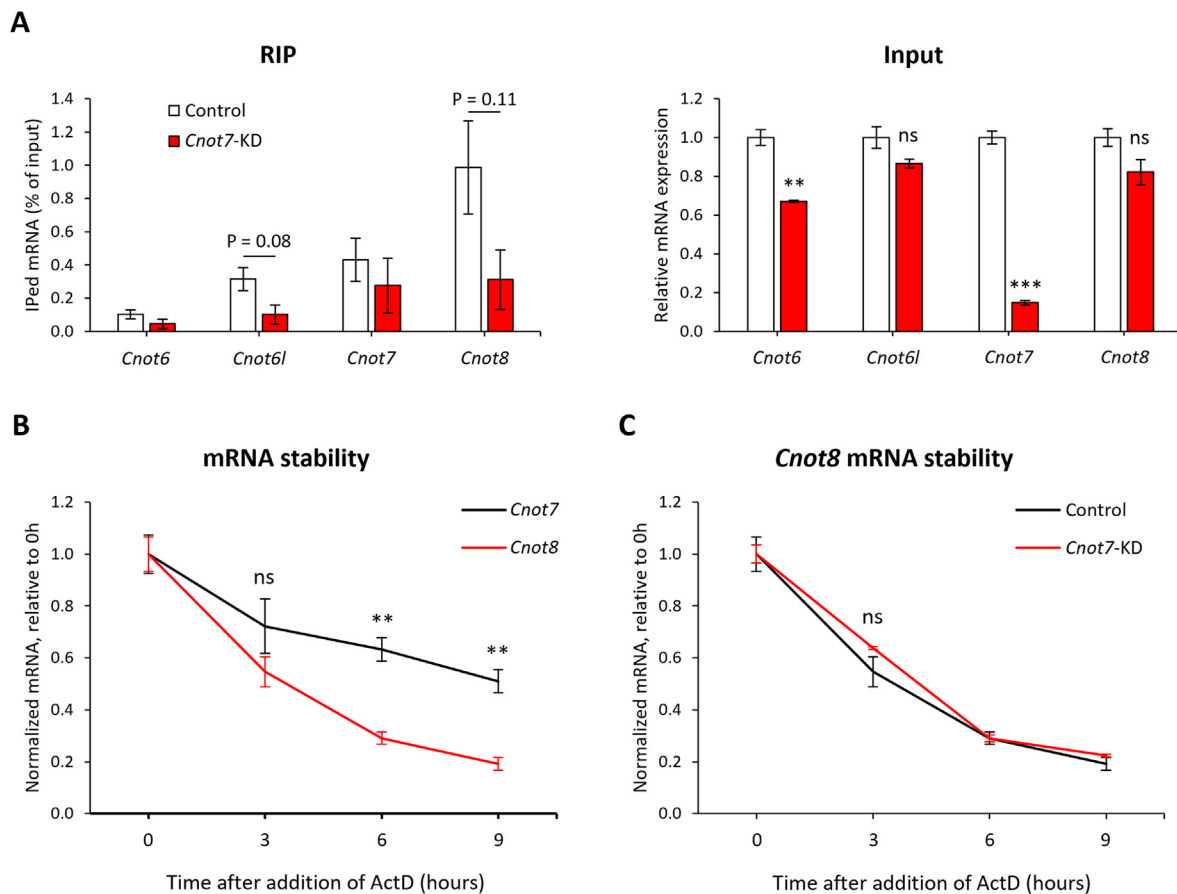 A
RIP
IPed mRNA (% of input)
1.4
1.2
1.0
0.8
0.6
0.4
0.2
0.0
Control
Cnot7-KD
P = 0.08
P = 0.11
Cnot6 Cnot6l Cnot7 Cnot8
Input
Relative mRNA expression
1.2
1.0
0.8
0.6
0.4
0.2
0.0
**
ns
***
ns
Cnot6 Cnot6l Cnot7 Cnot8
B
mRNA stability
Normalized mRNA, relative to 0h
1.2
1.0
0.8
0.6
0.4
0.2
0.0
Cnot7
Cnot8
ns
**
**
0 3 6 9
Time after addition of ActD (hours)
C
Cnot8 mRNA stability
Normalized mRNA, relative to 0h
1.2
1.0
0.8
0.6
0.4
0.2
0.0
Control
Cnot7-KD
ns
0 3 6 9
Time after addition of ActD (hours)